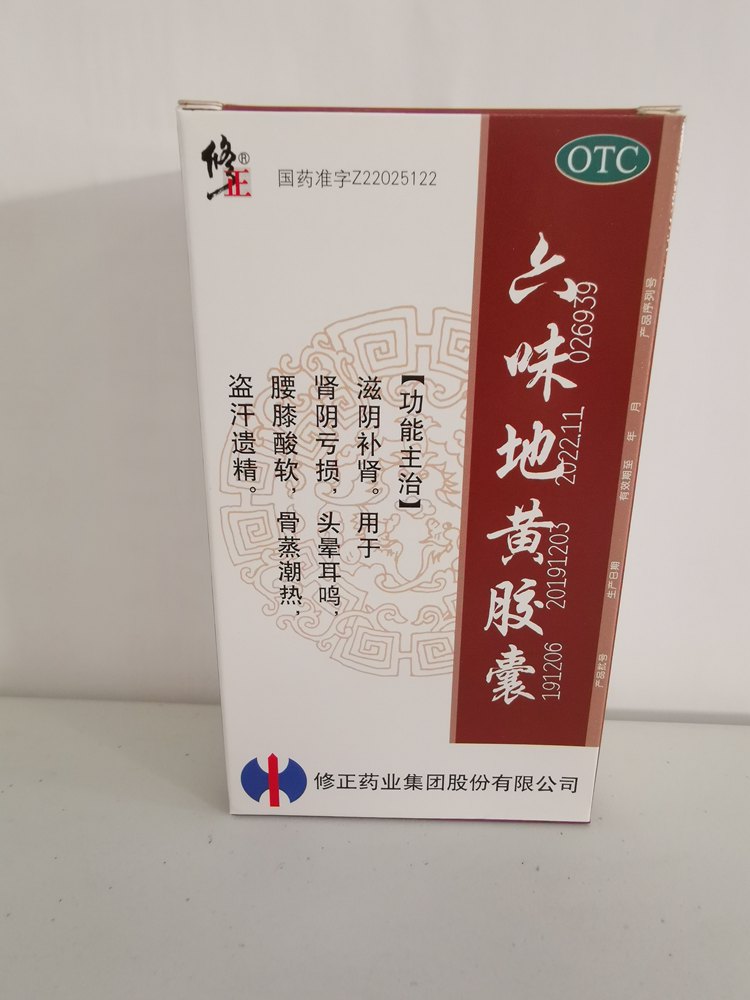 修正®
国药准字Z22025122
OTC
六味地黄胶囊
【功能主治】
滋阴补肾。用于
肾阴亏损，头晕耳鸣，
腰膝酸软，骨蒸潮热，
盗汗遗精。
191206
20191203
2022.11
026939
产品批号
生产日期
有效期至 年 月
产品序列号
修正药业集团股份有限公司